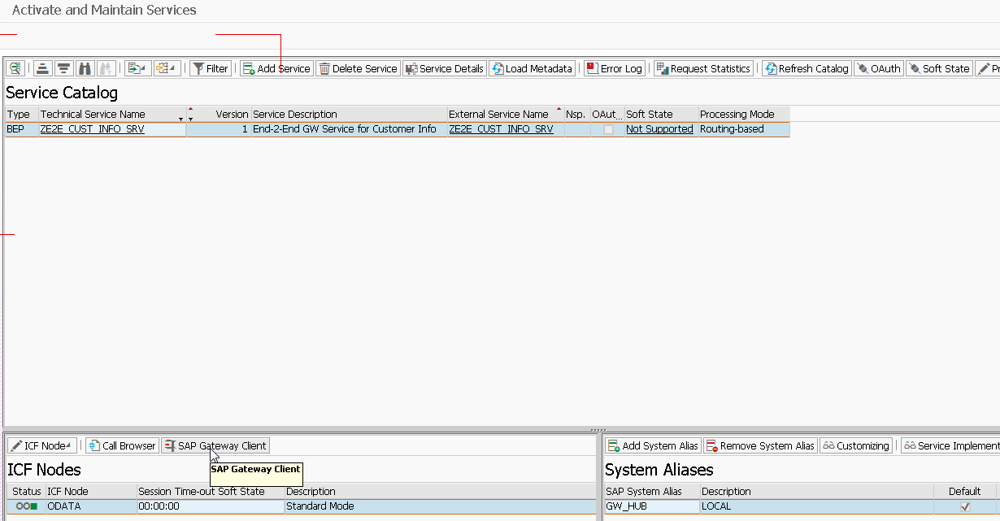 Activate and Maintain Services
Filter Add Service Delete Service Service Details Load Metadata Error Log Request Statistics Refresh Catalog OAuth Soft State
Service Catalog
Type Technical Service Name Version Service Description External Service Name Nsp. OAut... Soft State Processing Mode
BEP ZE2E_CUST_INFO_SRV 1 End-2-End GW Service for Customer Info ZE2E_CUST_INFO_SRV Not Supported Routing-based
ICF Node Call Browser SAP Gateway Client Add System Alias Remove System Alias Customizing Service Implement
SAP Gateway Client
ICF Nodes System Aliases
Status ICF Node Session Time-out Soft State Description SAP System Alias Description Default
ODATA 00:00:00 Standard Mode GW_HUB LOCAL